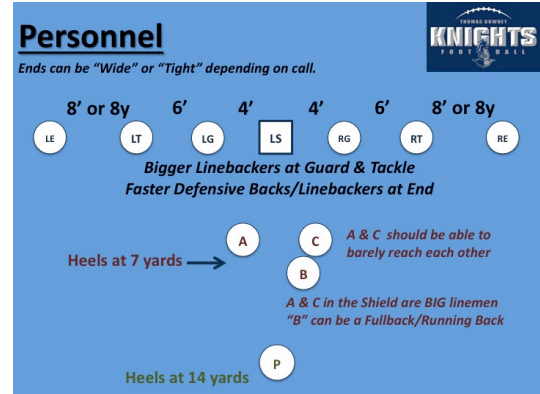 Personnel
THOMAS DOWNEY
KNIGHTS
FOOTBALL
Ends can be “Wide” or “Tight” depending on call.
8’ or 8y 6’ 4’ 4’ 6’ 8’ or 8y
LE LT LG LS RG RT RE
Bigger Linebackers at Guard & Tackle
Faster Defensive Backs/Linebackers at End
A C
A & C should be able to
barely reach each other
Heels at 7 yards
B
A & C in the Shield are BIG linemen
“B” can be a Fullback/Running Back
P
Heels at 14 yards